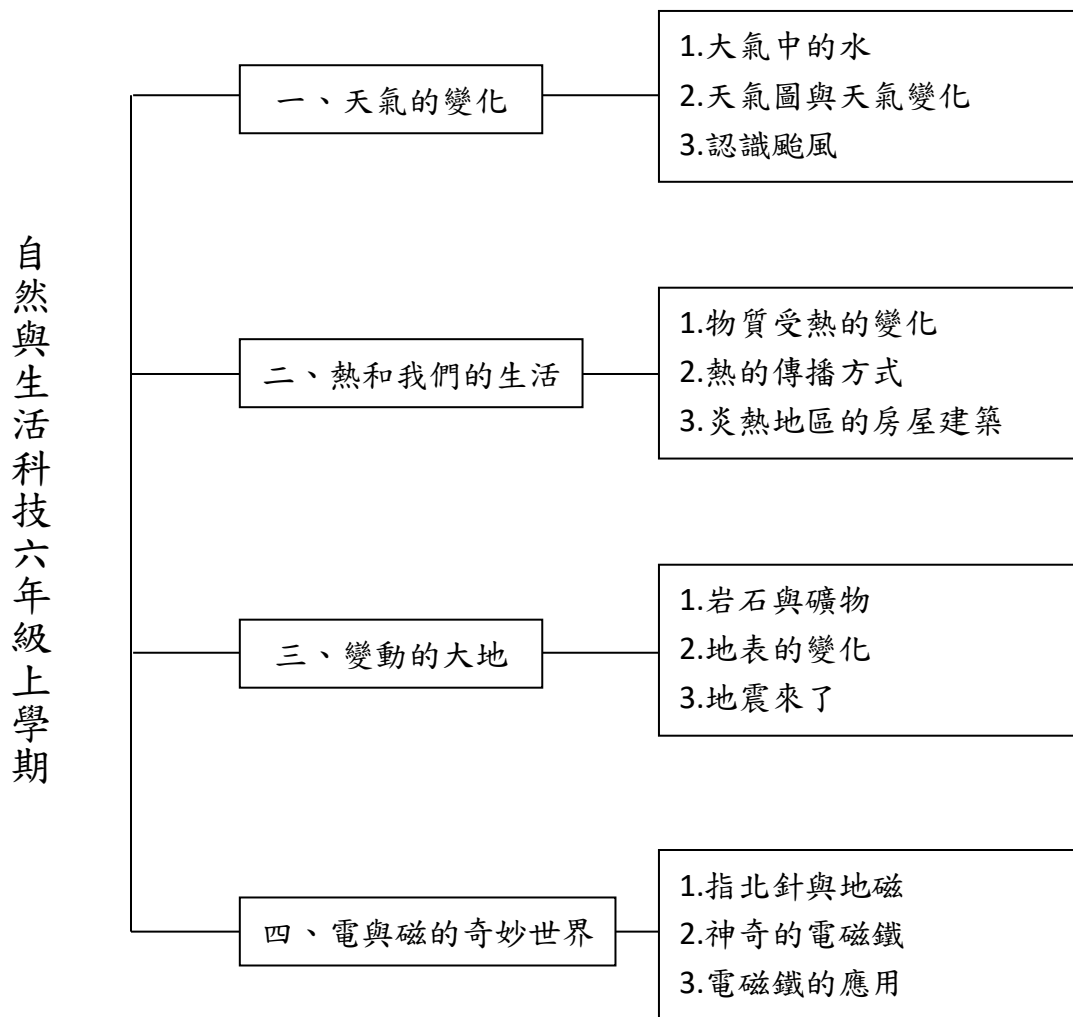 自然與生活科技六年級上學期
一、天氣的變化
1.大氣中的水
2.天氣圖與天氣變化
3.認識颱風
二、熱和我們的生活
1.物質受熱的變化
2.熱的傳播方式
3.炎熱地區的房屋建築
三、變動的大地
1.岩石與礦物
2.地表的變化
3.地震來了
四、電與磁的奇妙世界
1.指北針與地磁
2.神奇的電磁鐵
3.電磁鐵的應用